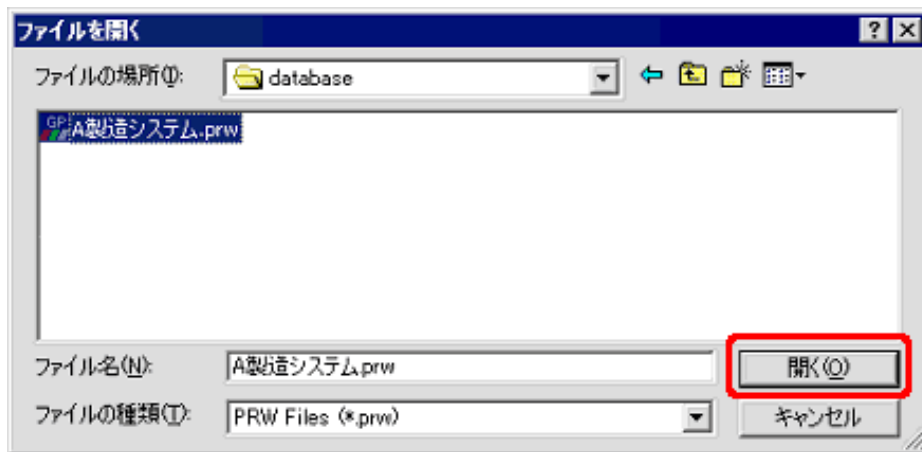 ファイルを開く
ファイルの場所(I): database
GP A製造システム.prw
ファイル名(N): A製造システム.prw 開く(O)
ファイルの種類(T): PRW Files (*.prw) キャンセル